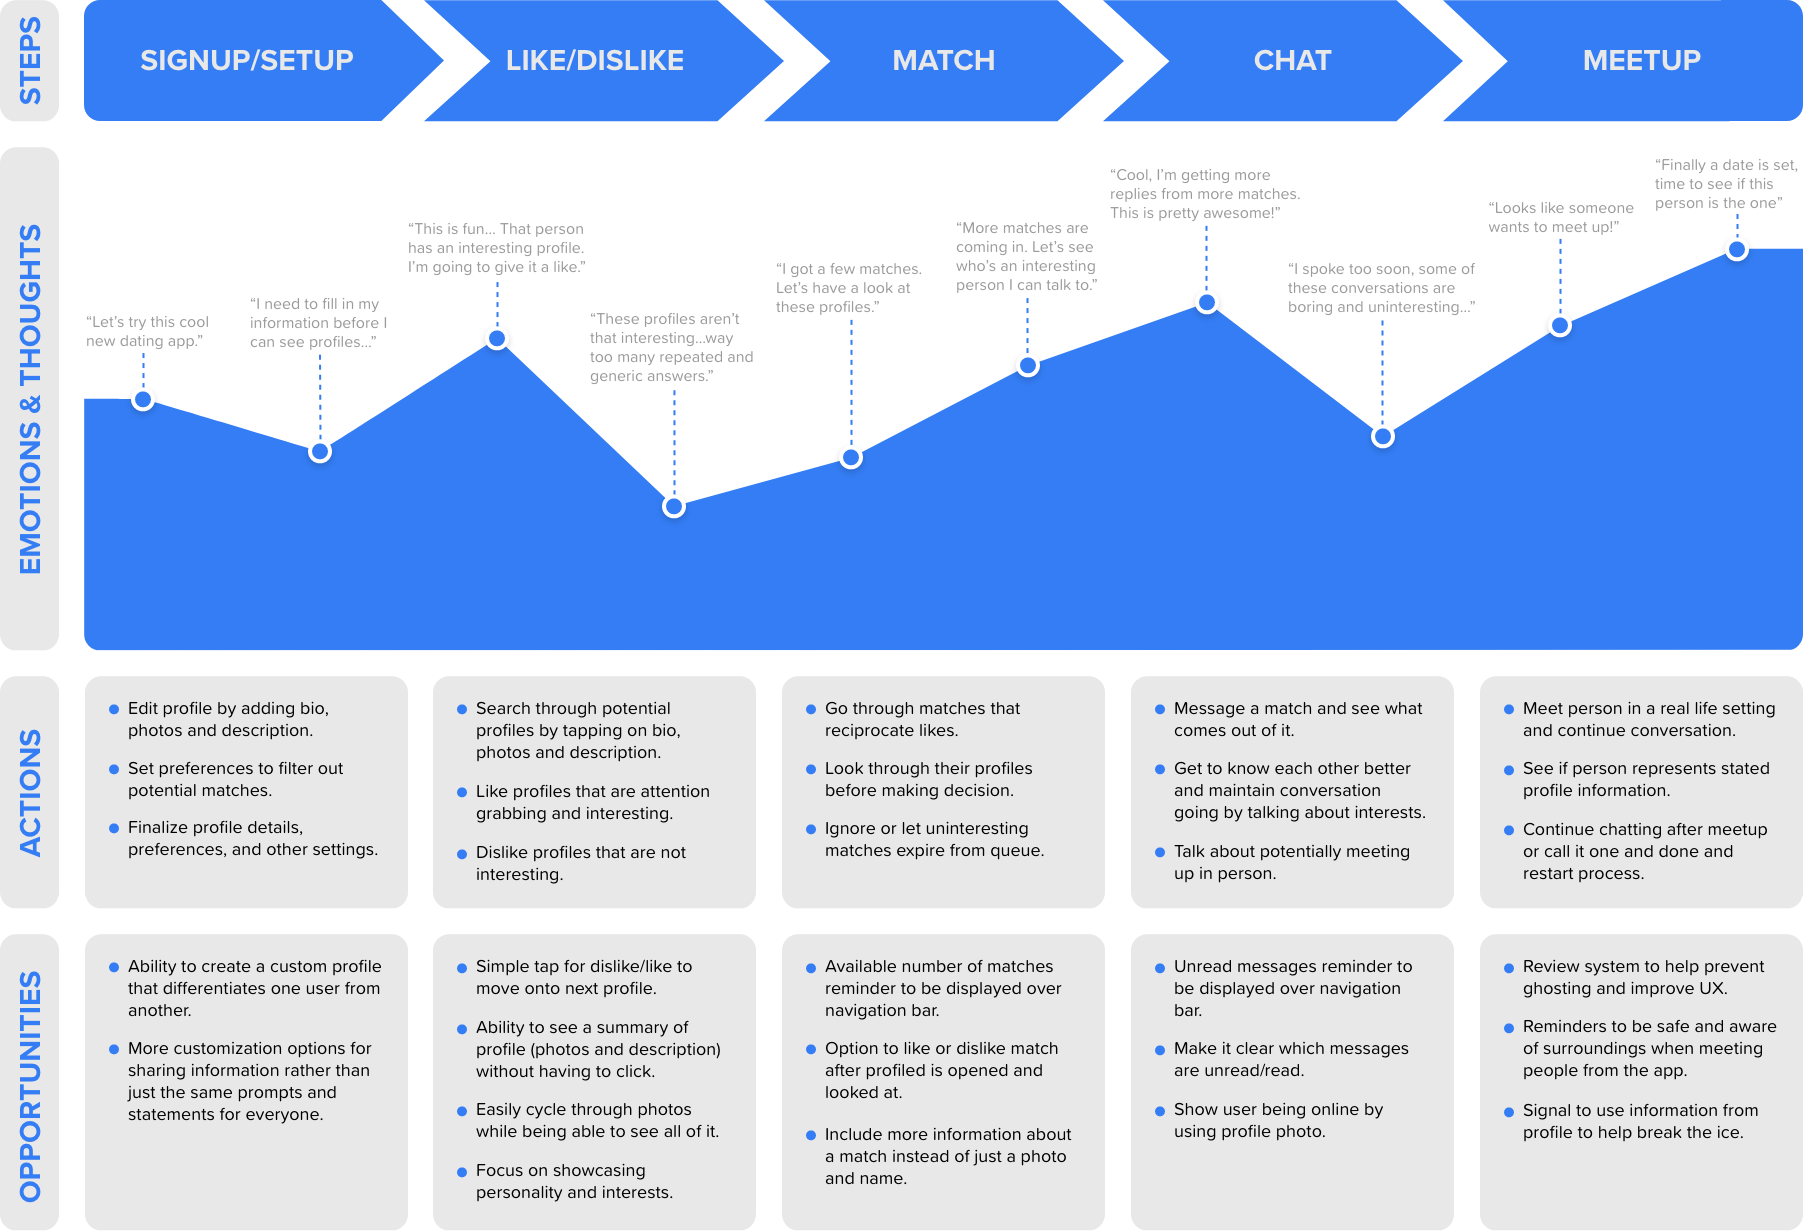 STEPS
SIGNUP/SETUP
LIKE/DISLIKE
MATCH
CHAT
MEETUP
EMOTIONS & THOUGHTS
“Let’s try this cool
new dating app.”
“I need to fill in my
information before I
can see profiles...”
“This is fun... That person
has an interesting profile.
I’m going to give it a like.”
“These profiles aren’t
that interesting...way
too many repeated and
generic answers.”
“I got a few matches.
Let’s have a look at
these profiles.”
“More matches are
coming in. Let’s see
who’s an interesting
person I can talk to.”
“Cool, I’m getting more
replies from more matches.
This is pretty awesome!”
“I spoke too soon, some of
these conversations are
boring and uninteresting...”
“Looks like someone
wants to meet up!”
“Finally a date is set,
time to see if this
person is the one”
ACTIONS
Edit profile by adding bio,
photos and description.
Set preferences to filter out
potential matches.
Finalize profile details,
preferences, and other settings.
Search through potential
profiles by tapping on bio,
photos and description.
Like profiles that are attention
grabbing and interesting.
Dislike profiles that are not
interesting.
Go through matches that
reciprocate likes.
Look through their profiles
before making decision.
Ignore or let uninteresting
matches expire from queue.
Message a match and see what
comes out of it.
Get to know each other better
and maintain conversation
going by talking about interests.
Talk about potentially meeting
up in person.
Meet person in a real life setting
and continue conversation.
See if person represents stated
profile information.
Continue chatting after meetup
or call it one and done and
restart process.
OPPORTUNITIES
Ability to create a custom profile
that differentiates one user from
another.
More customization options for
sharing information rather than
just the same prompts and
statements for everyone.
Simple tap for dislike/like to
move onto next profile.
Ability to see a summary of
profile (photos and description)
without having to click.
Easily cycle through photos
while being able to see all of it.
Focus on showcasing
personality and interests.
Available number of matches
reminder to be displayed over
navigation bar.
Option to like or dislike match
after profiled is opened and
looked at.
Include more information about
a match instead of just a photo
and name.
Unread messages reminder to
be displayed over navigation
bar.
Make it clear which messages
are unread/read.
Show user being online by
using profile photo.
Review system to help prevent
ghosting and improve UX.
Reminders to be safe and aware
of surroundings when meeting
people from the app.
Signal to use information from
profile to help break the ice.